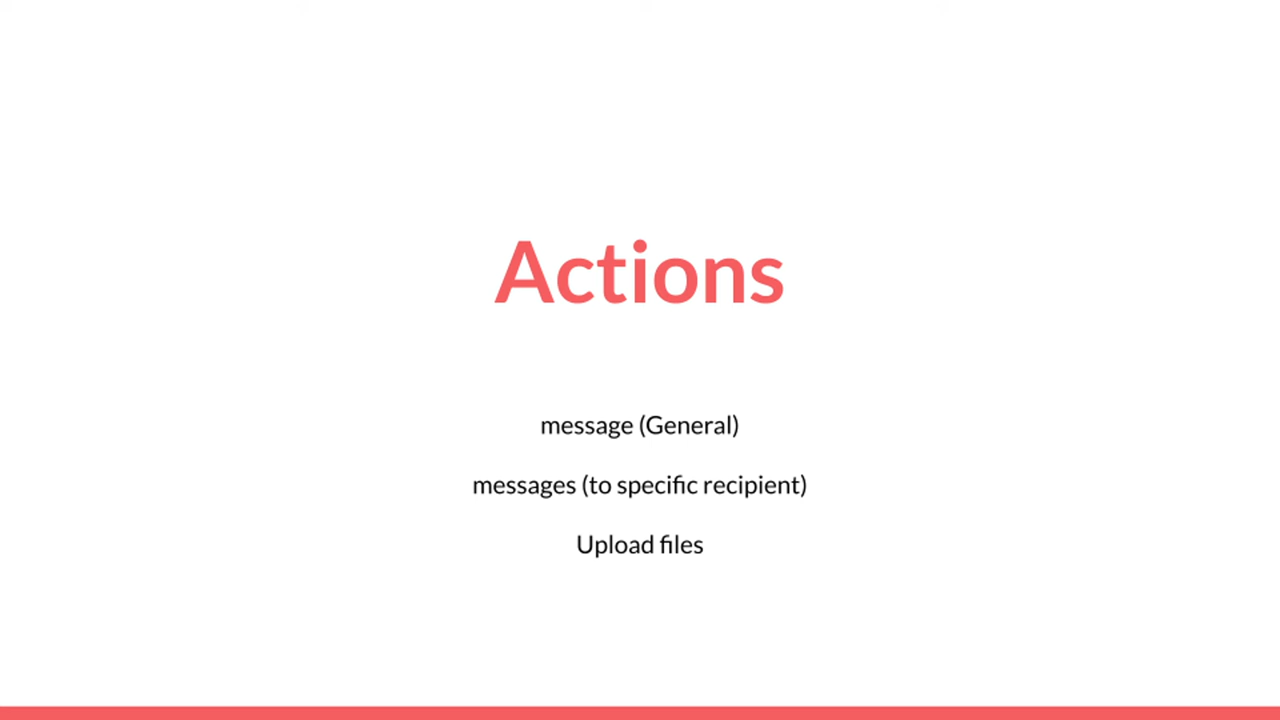 Actions
message (General)
messages (to specific recipient)
Upload files